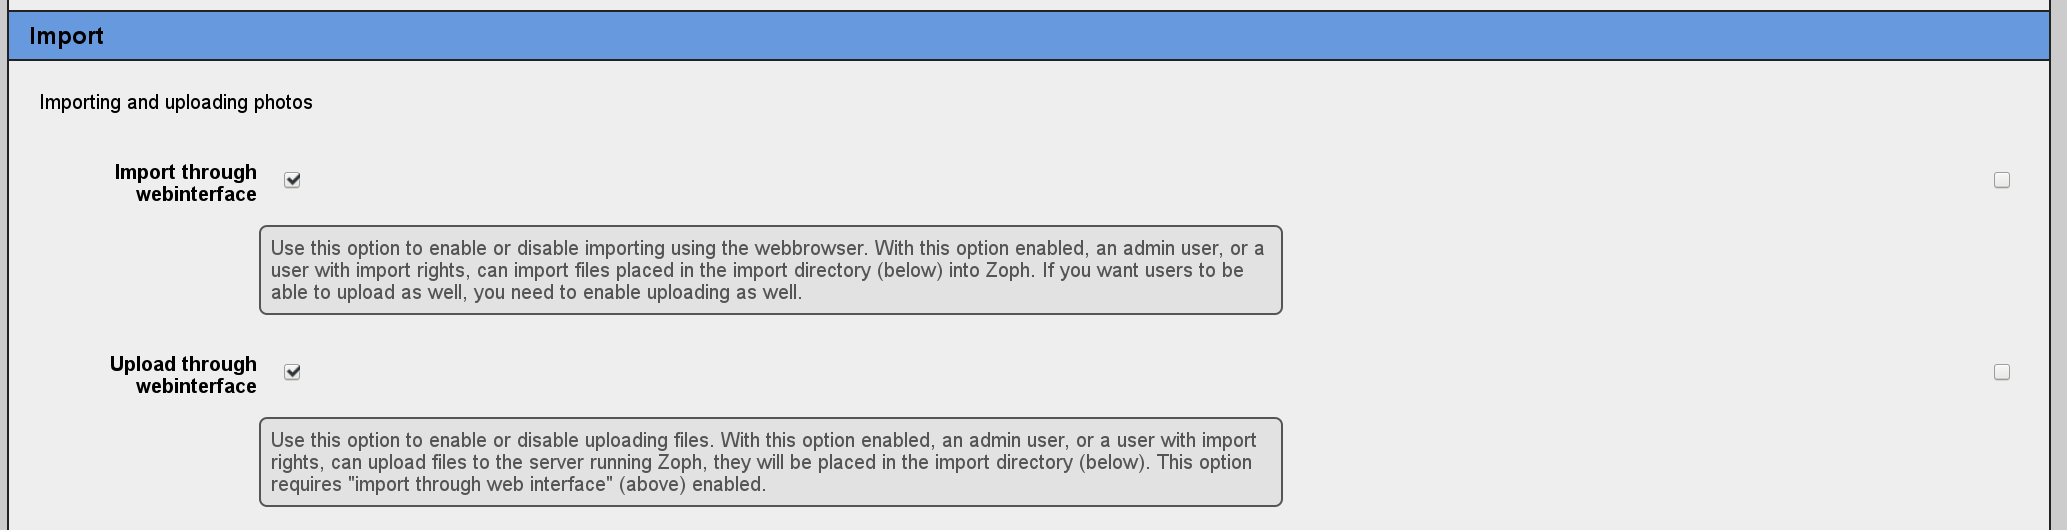 Import
Importing and uploading photos
Import through
webinterface
Use this option to enable or disable importing using the webbrowser. With this option enabled, an admin user, or a
user with import rights, can import files placed in the import directory (below) into Zoph. If you want users to be
able to upload as well, you need to enable uploading as well.
Upload through
webinterface
Use this option to enable or disable uploading files. With this option enabled, an admin user, or a user with import
rights, can upload files to the server running Zoph, they will be placed in the import directory (below). This option
requires "import through web interface" (above) enabled.